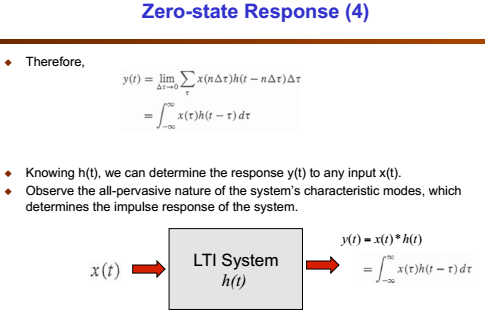 Zero-state Response (4)
◆ Therefore,
y(t) = lim_{Δτ→0} ∑_τ x(nΔτ)h(t − nΔτ)Δτ
= ∫_{−∞}^{∞} x(τ)h(t − τ) dτ
◆ Knowing h(t), we can determine the response y(t) to any input x(t).
◆ Observe the all-pervasive nature of the system's characteristic modes, which
determines the impulse response of the system.
x(t)
LTI System
h(t)
y(t) = x(t) * h(t)
= ∫_{−∞}^{∞} x(τ)h(t − τ) dτ